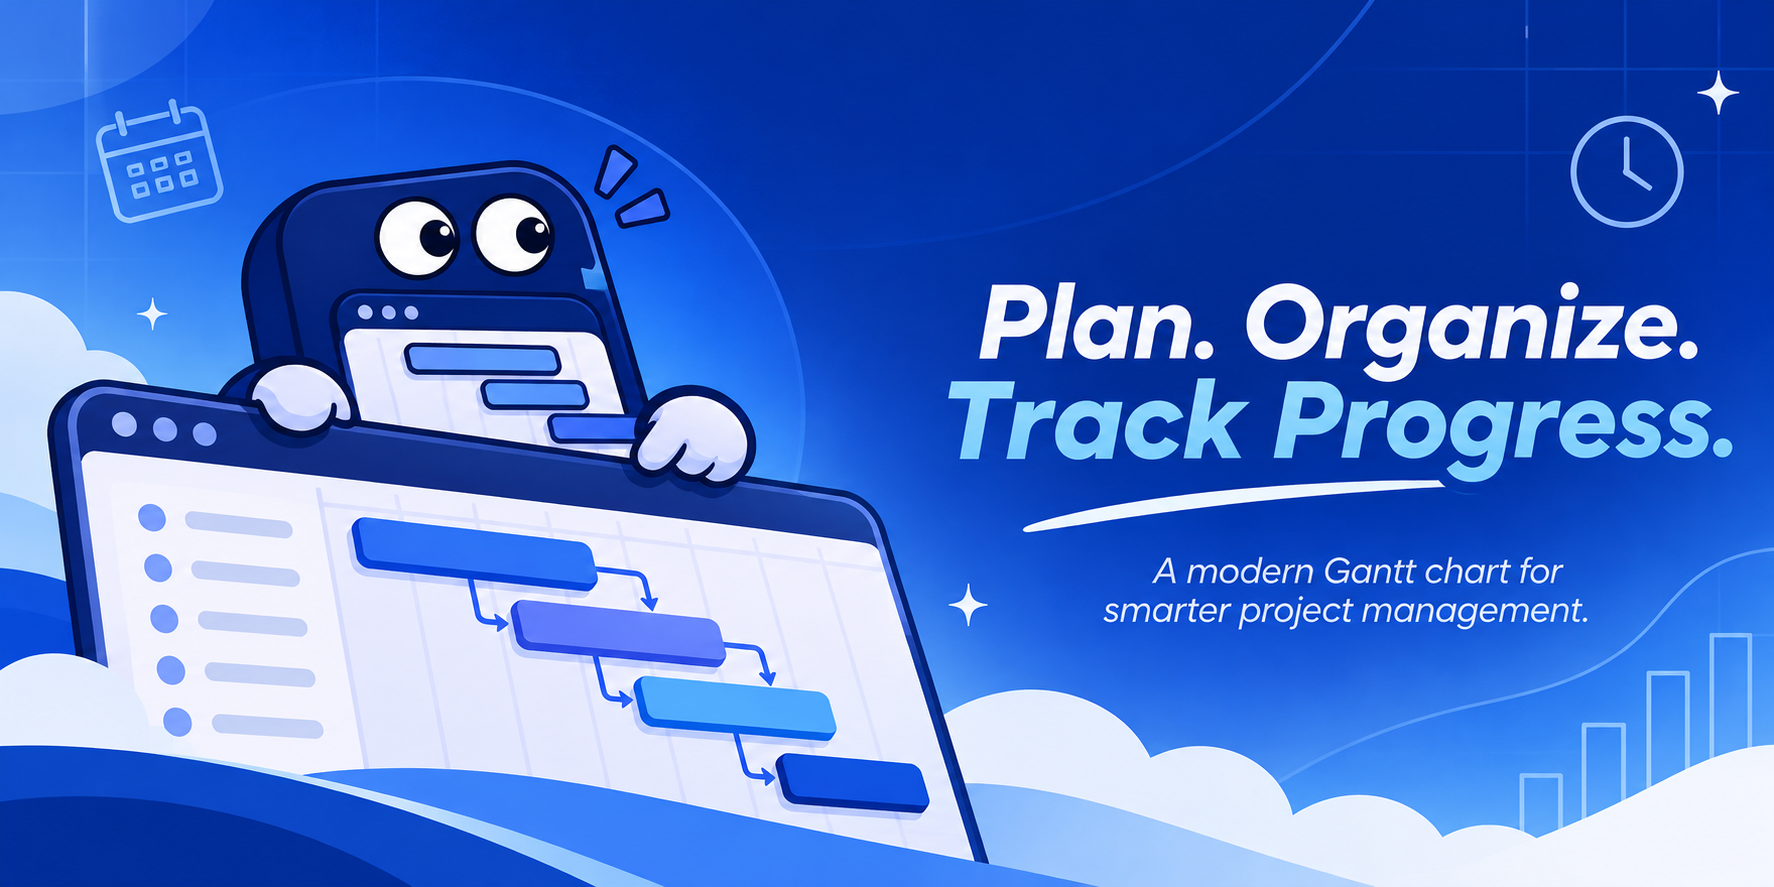 Plan. Organize.
Track Progress.
A modern Gantt chart for
smarter project management.